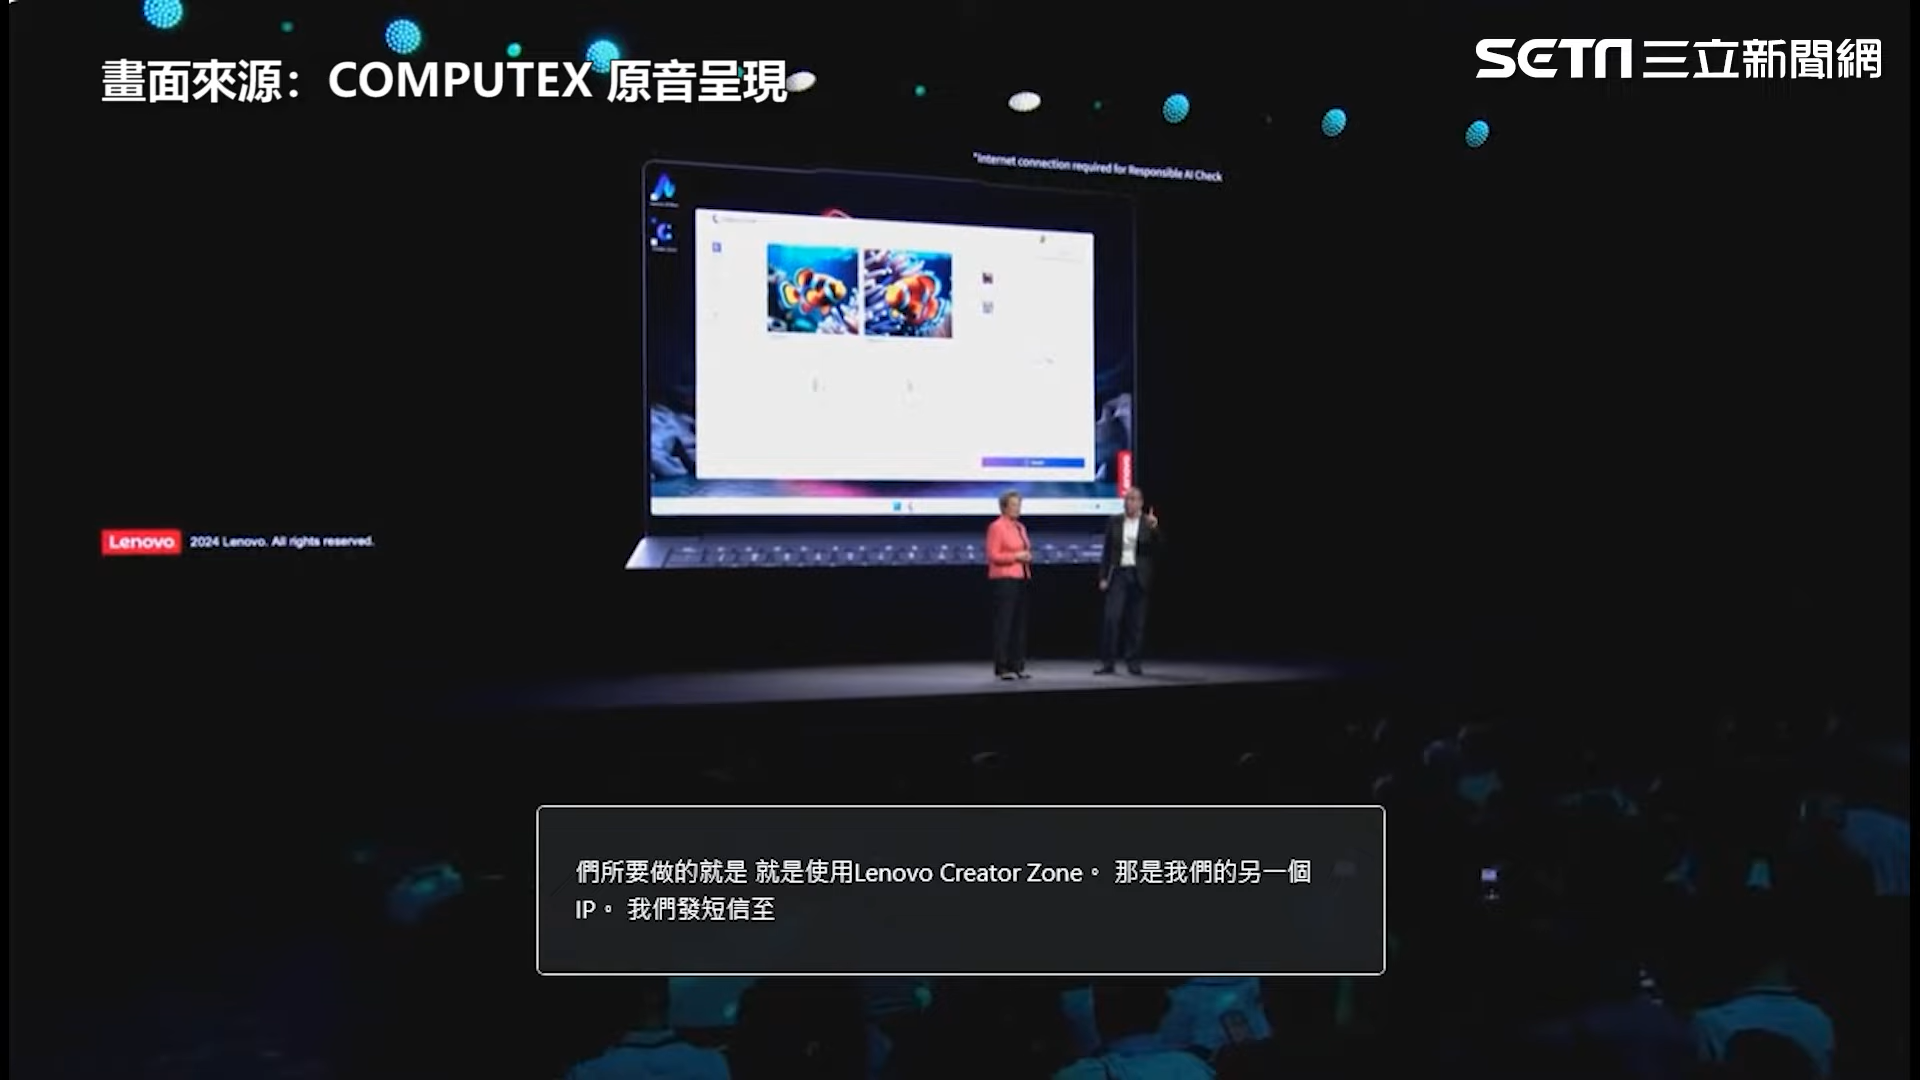 畫面來源：COMPUTEX 原音呈現
SETN三立新聞網
*Internet connection required for Responsible AI Check
Lenovo
Lenovo 2024 Lenovo. All rights reserved.
們所要做的就是 就是使用Lenovo Creator Zone。 那是我們的另一個
IP。 我們發短信至